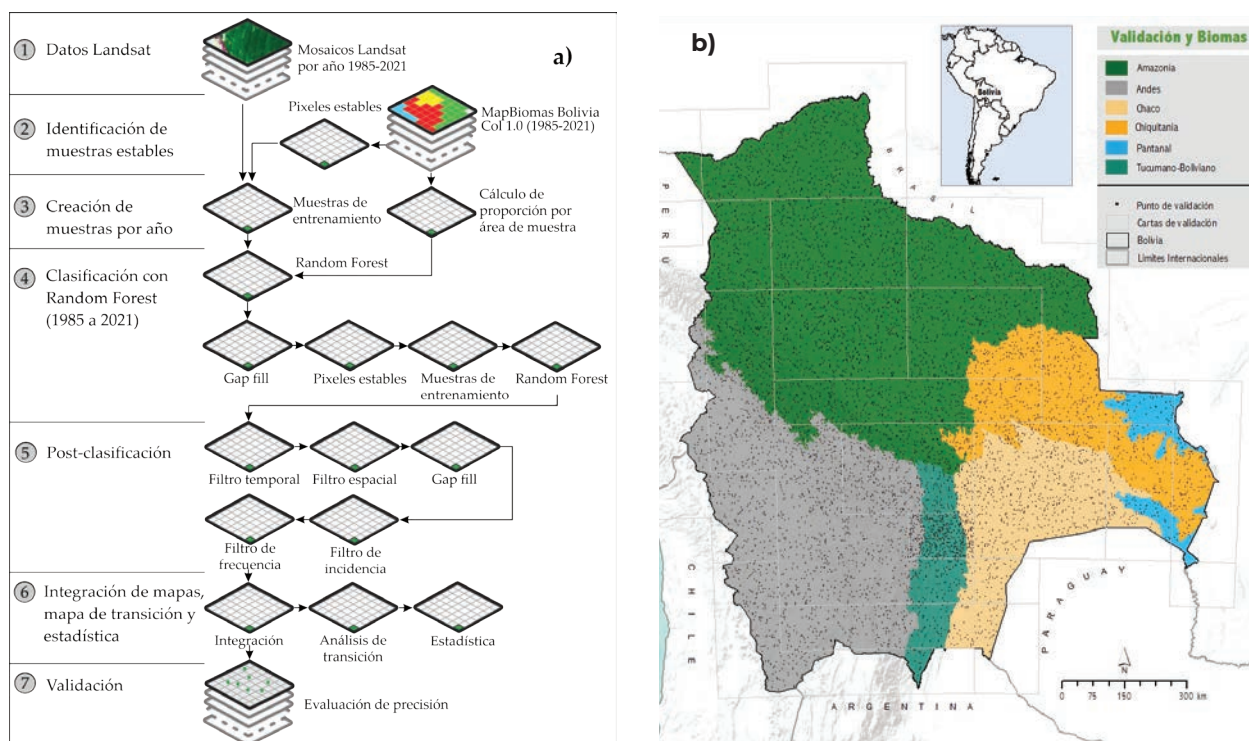 a)
1 Datos Landsat
Mosaicos Landsat
por año 1985-2021
2 Identificación de
muestras estables
Pixeles estables
MapBiomas Bolivia
Col 1.0 (1985-2021)
3 Creación de
muestras por año
Muestras de
entrenamiento
Cálculo de
proporción por
área de muestra
4 Clasificación con
Random Forest
(1985 a 2021)
Random Forest
Gap fill
Pixeles estables
Muestras de
entrenamiento
Random Forest
5 Post-clasificación
Filtro temporal
Filtro espacial
Gap fill
Filtro de
frecuencia
Filtro de
incidencia
6 Integración de mapas,
mapa de transición y
estadística
Integración
Análisis de
transición
Estadística
7 Validación
Evaluación de precisión
b)
Bolivia
Validación y Biomas
Amazonia
Andes
Chaco
Chiquitania
Pantanal
Tucumano-Boliviano
Punto de validación
Cartas de validación
Bolivia
Límites Internacionales
PERU
BRASIL
CHILE
PARAGUAY
ARGENTINA
N
0 75 150 300 km